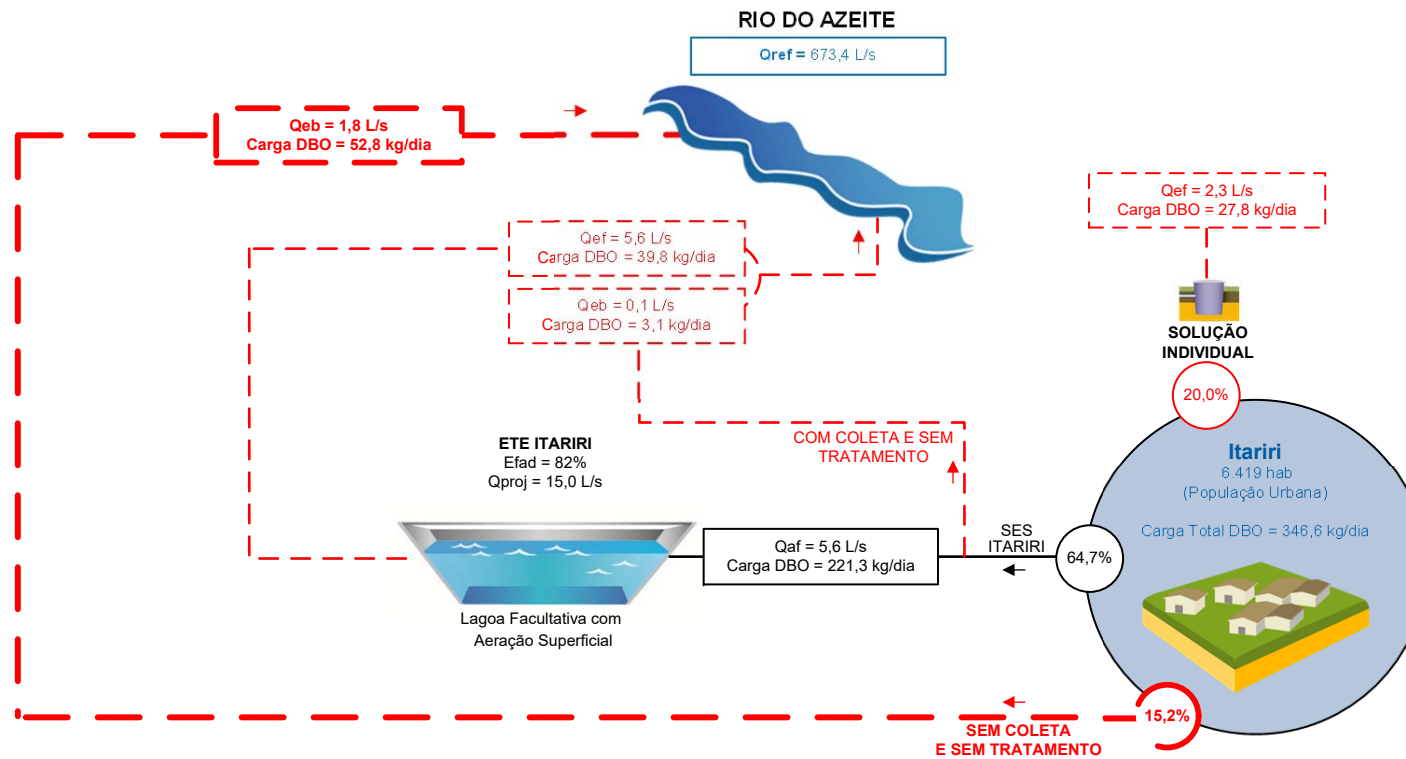 RIO DO AZEITE
Qref = 673,4 L/s
Qeb = 1,8 L/s
Carga DBO = 52,8 kg/dia
Qef = 2,3 L/s
Carga DBO = 27,8 kg/dia
Qef = 5,6 L/s
Carga DBO = 39,8 kg/dia
Qeb = 0,1 L/s
Carga DBO = 3,1 kg/dia
SOLUÇÃO
INDIVIDUAL
20,0%
COM COLETA E SEM
TRATAMENTO
ETE ITARIRI
Efad = 82%
Qproj = 15,0 L/s
Itariri
6.419 hab
(População Urbana)
Carga Total DBO = 346,6 kg/dia
SES
ITARIRI
64,7%
Qaf = 5,6 L/s
Carga DBO = 221,3 kg/dia
Lagoa Facultativa com
Aeração Superficial
15,2%
SEM COLETA
E SEM TRATAMENTO